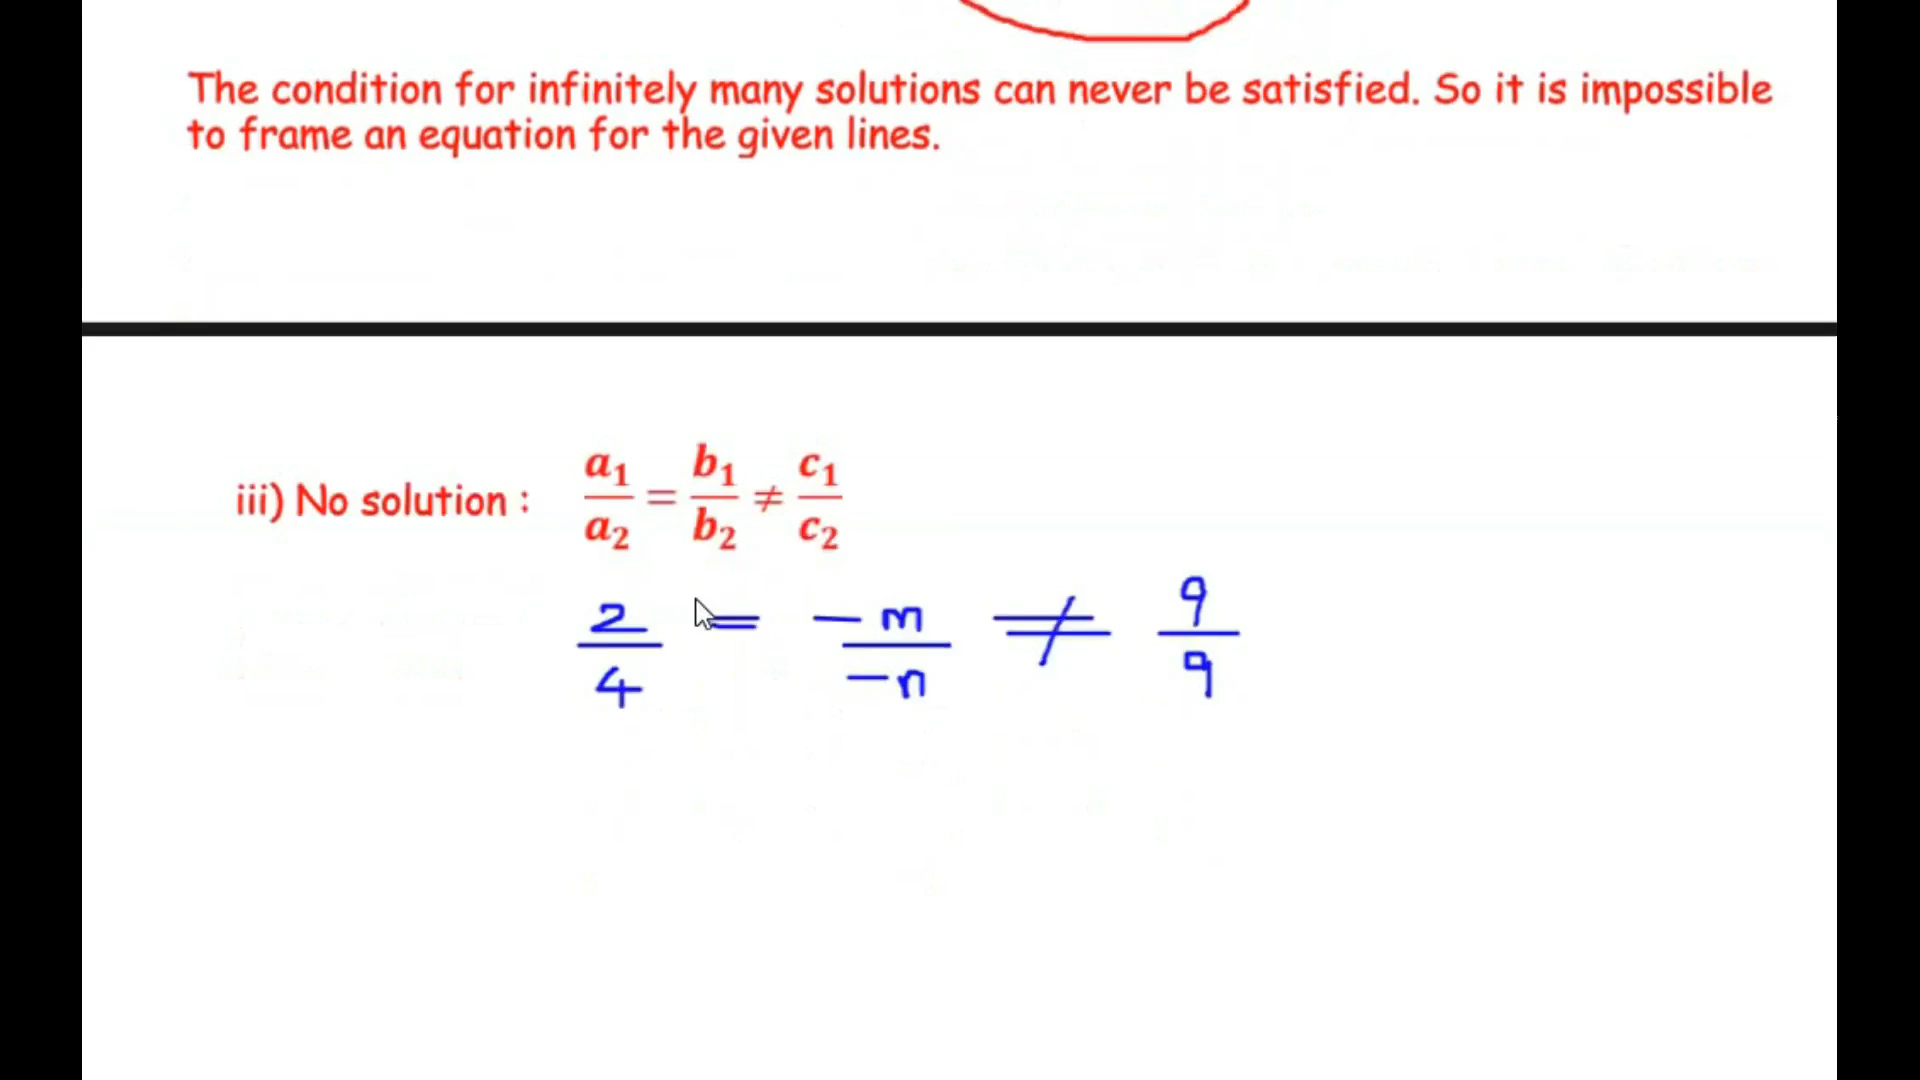 The condition for infinitely many solutions can never be satisfied. So it is impossible
to frame an equation for the given lines.
iii) No solution : a₁/a₂ = b₁/b₂ ≠ c₁/c₂
2/4 = -m/-n ≠ 9/9